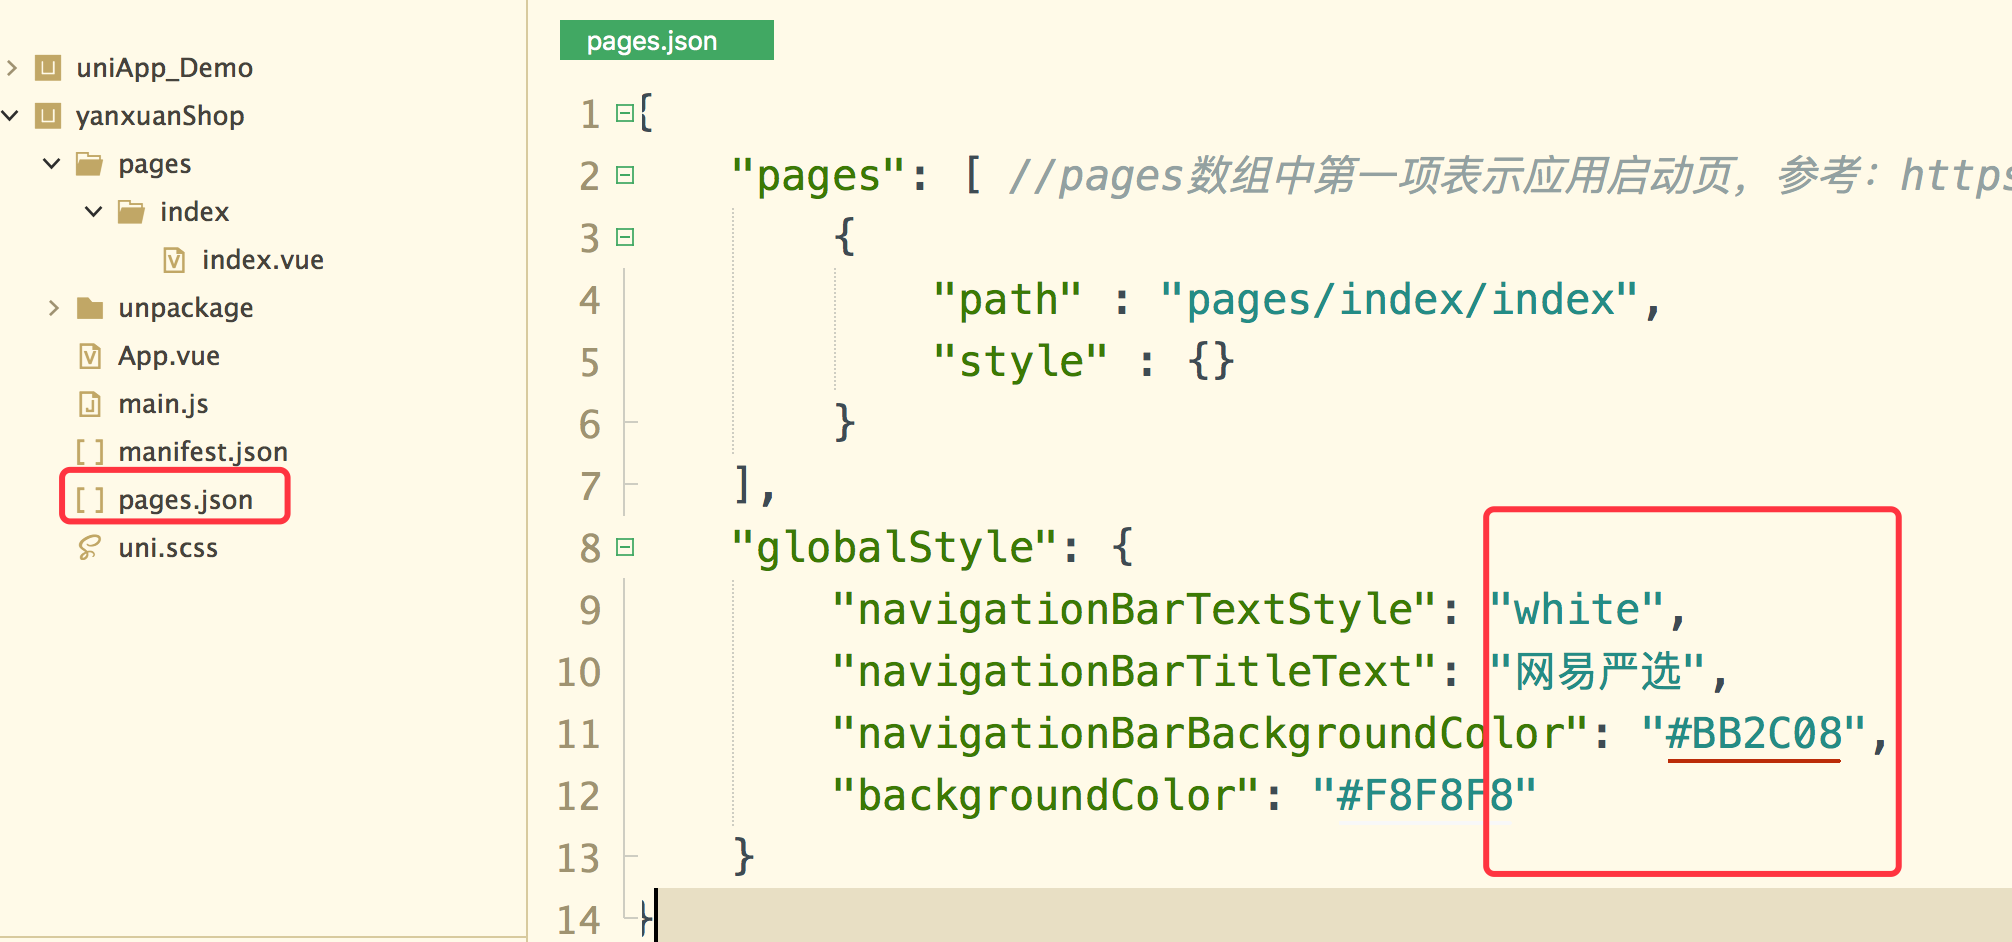 uniApp_Demo
yanxuanShop
pages
index
index.vue
unpackage
App.vue
main.js
manifest.json
pages.json
uni.scss
pages.json
1 {
2 "pages": [ //pages数组中第一项表示应用启动页，参考：https
3 {
4 "path" : "pages/index/index",
5 "style" : {}
6 }
7 ],
8 "globalStyle": {
9 "navigationBarTextStyle": "white",
10 "navigationBarTitleText": "网易严选",
11 "navigationBarBackgroundColor": "#BB2C08",
12 "backgroundColor": "#F8F8F8"
13 }
14 }